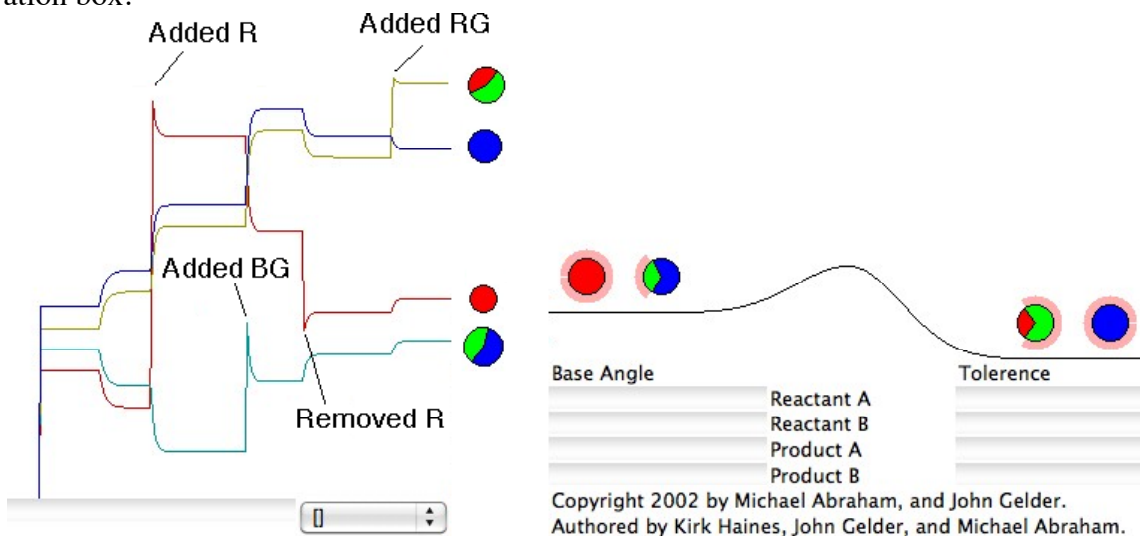 ation box.
Added R
Added RG
Added BG
Removed R
[]
Base Angle
Tolerence
Reactant A
Reactant B
Product A
Product B
Copyright 2002 by Michael Abraham, and John Gelder.
Authored by Kirk Haines, John Gelder, and Michael Abraham.